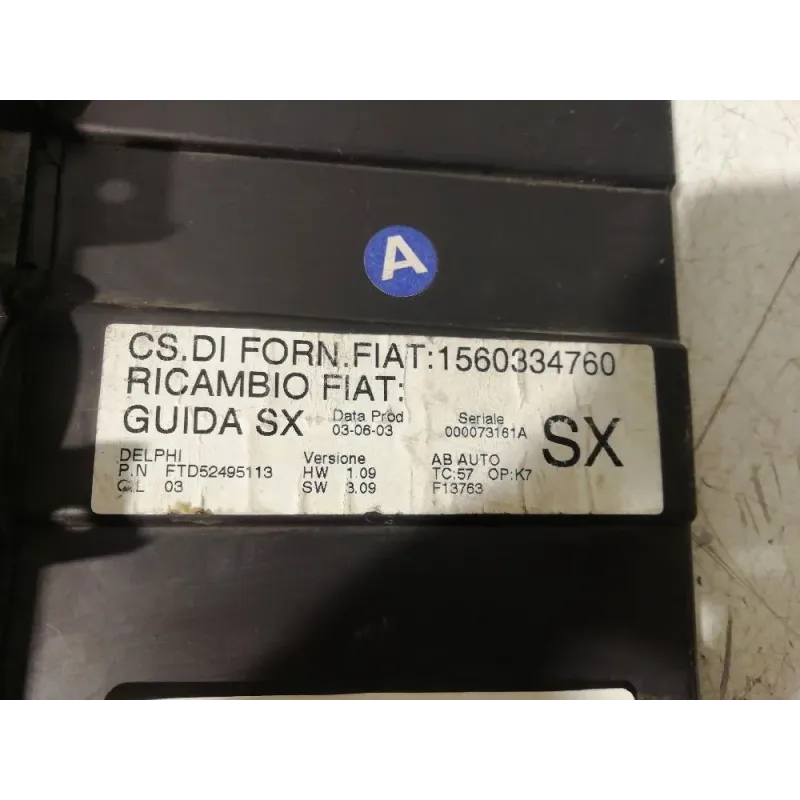 A
CS.DI FORN.FIAT:1560334760
RICAMBIO FIAT:
GUIDA SX Data Prod 03-06-03 Seriale 000073161A SX
DELPHI Versione AB AUTO
P.N FTD52495113 HW 1.09 TC:57 OP:K7
C.L 03 SW 3.09 F13763